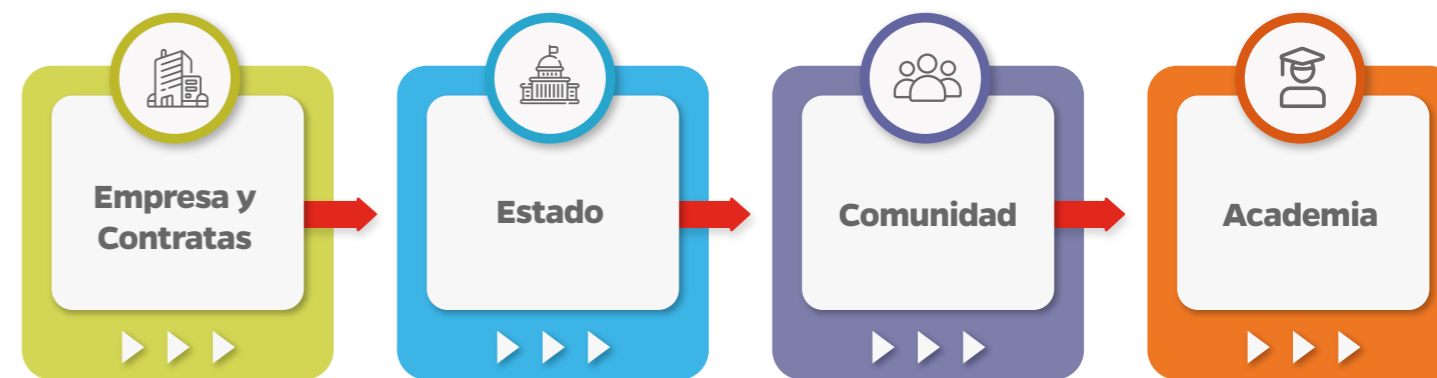 Empresa y
Contratas
Estado
Comunidad
Academia